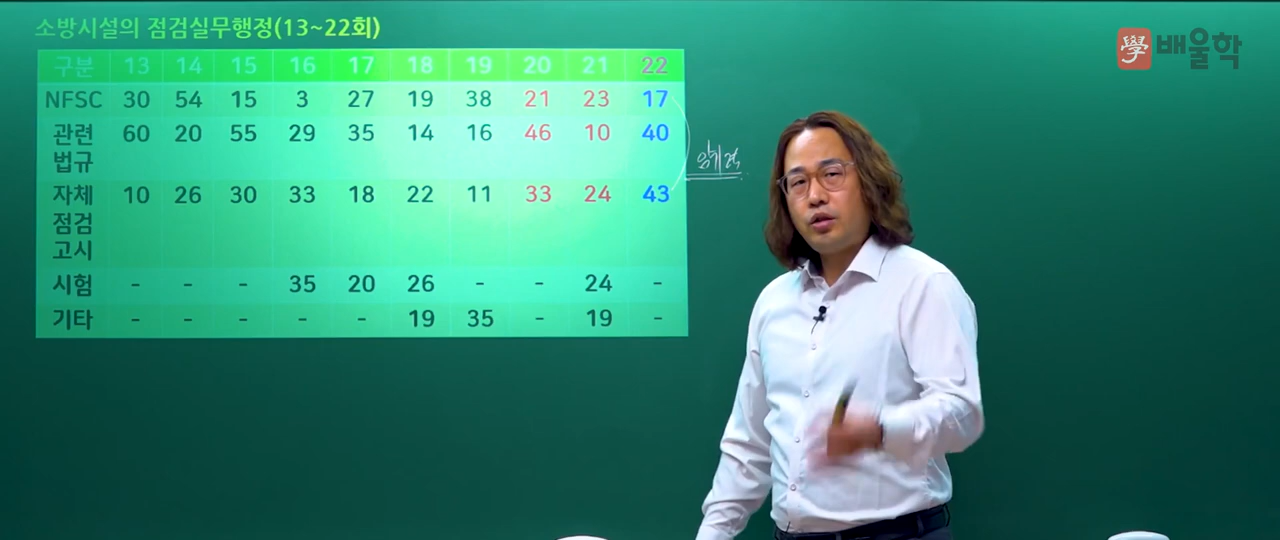 소방시설의 점검실무행정(13~22회)
學 배울학
구분 13 14 15 16 17 18 19 20 21 22
NFSC 30 54 15 3 27 19 38 21 23 17
관련 60 20 55 29 35 14 16 46 10 40
법규
자체 10 26 30 33 18 22 11 33 24 43
점검
고시
시험 - - - 35 20 26 - - 24 -
기타 - - - - - 19 35 - 19 -